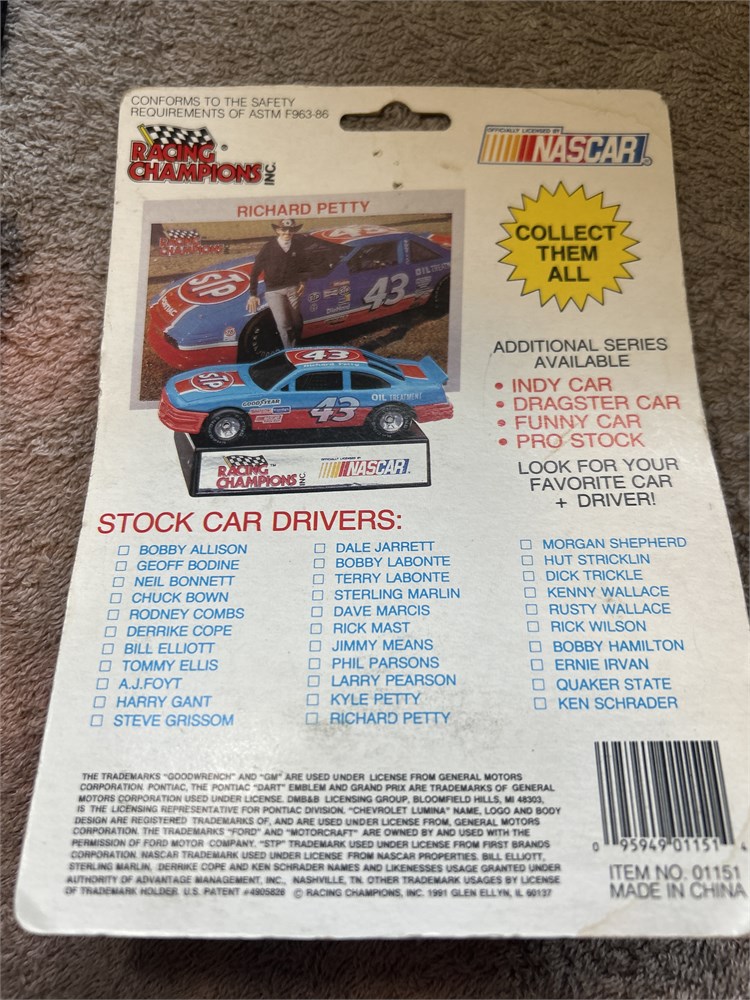 CONFORMS TO THE SAFETY
REQUIREMENTS OF ASTM F963-86
RACING
CHAMPIONS INC.
OFFICIALLY LICENSED BY
NASCAR
RICHARD PETTY
RACING
CHAMPIONS
STP
PONTIAC
43
OIL TREATMENT
COLLECT
THEM
ALL
43
Richard Petty
STP
GOODYEAR
43
OIL TREATMENT
RACING
CHAMPIONS INC.
OFFICIALLY LICENSED BY
NASCAR
ADDITIONAL SERIES
AVAILABLE
• INDY CAR
• DRAGSTER CAR
• FUNNY CAR
• PRO STOCK
LOOK FOR YOUR
FAVORITE CAR
+ DRIVER!
STOCK CAR DRIVERS:
☐ BOBBY ALLISON
☐ GEOFF BODINE
☐ NEIL BONNETT
☐ CHUCK BOWN
☐ RODNEY COMBS
☐ DERRIKE COPE
☐ BILL ELLIOTT
☐ TOMMY ELLIS
☐ A.J.FOYT
☐ HARRY GANT
☐ STEVE GRISSOM
☐ DALE JARRETT
☐ BOBBY LABONTE
☐ TERRY LABONTE
☐ STERLING MARLIN
☐ DAVE MARCIS
☐ RICK MAST
☐ JIMMY MEANS
☐ PHIL PARSONS
☐ LARRY PEARSON
☐ KYLE PETTY
☐ RICHARD PETTY
☐ MORGAN SHEPHERD
☐ HUT STRICKLIN
☐ DICK TRICKLE
☐ KENNY WALLACE
☐ RUSTY WALLACE
☐ RICK WILSON
☐ BOBBY HAMILTON
☐ ERNIE IRVAN
☐ QUAKER STATE
☐ KEN SCHRADER
THE TRADEMARKS "GOODWRENCH" AND "GM" ARE USED UNDER LICENSE FROM GENERAL MOTORS
CORPORATION. PONTIAC, THE PONTIAC "DART" EMBLEM AND GRAND PRIX ARE TRADEMARKS OF GENERAL
MOTORS CORPORATION USED UNDER LICENSE. DMB&B LICENSING GROUP, BLOOMFIELD HILLS, MI 48303,
IS THE LICENSING REPRESENTATIVE FOR PONTIAC DIVISION. "CHEVROLET LUMINA" NAME, LOGO AND BODY
DESIGN ARE REGISTERED TRADEMARKS OF, AND ARE USED UNDER LICENSE FROM, GENERAL MOTORS
CORPORATION. THE TRADEMARKS "FORD" AND "MOTORCRAFT" ARE OWNED BY AND USED WITH THE
PERMISSION OF FORD MOTOR COMPANY. "STP" TRADEMARK USED UNDER LICENSE FROM FIRST BRANDS
CORPORATION. NASCAR TRADEMARK USED UNDER LICENSE FROM NASCAR PROPERTIES. BILL ELLIOTT,
STERLING MARLIN, DERRIKE COPE AND KEN SCHRADER NAMES AND LIKENESSES USAGE GRANTED UNDER
AUTHORITY OF ADVANTAGE MANAGEMENT, INC., NASHVILLE, TN. OTHER TRADEMARK USAGES BY LICENSE
OF TRADEMARK HOLDER. U.S. PATENT #4905828 © RACING CHAMPIONS, INC. 1991 GLEN ELLYN, IL 60137
0 95949 01151 4
ITEM NO. 01151
MADE IN CHINA